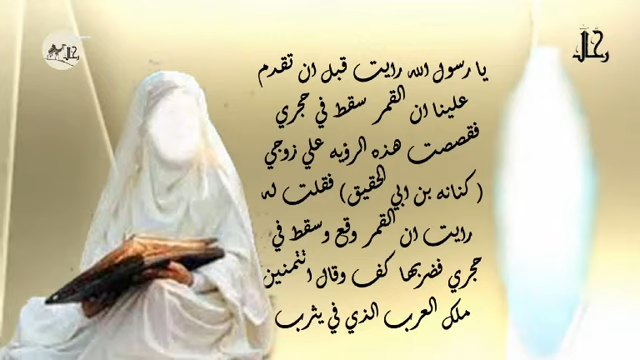 يا رسول الله رايت قبل ان تقدم
علينا ان القمر سقط في حجري
فقصصت هذه الرؤيه علي زوجي
(كنانه بن ابي الحقيق) فقلت له
رايت ان القمر وقع وسقط في
حجري فضربها كف وقال اتتمنين
ملك العرب الذي في يثرب
رحال
رحال